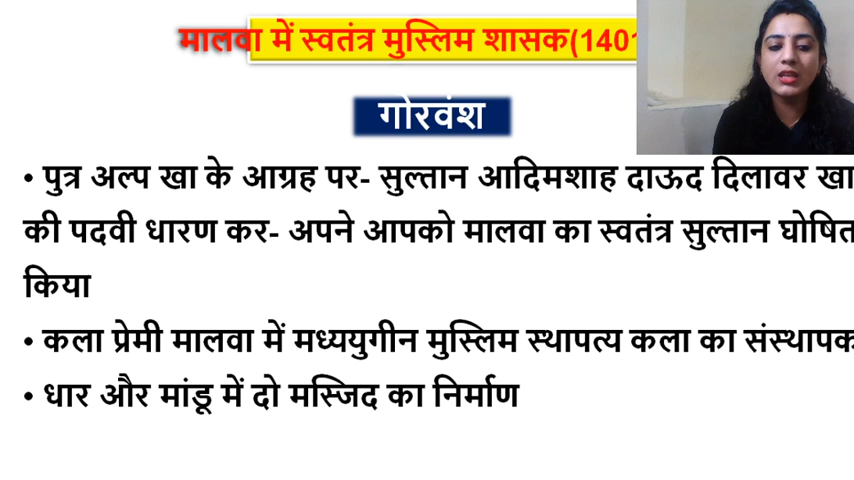 मालवा में स्वतंत्र मुस्लिम शासक(1401
गोरवंश
• पुत्र अल्प खा के आग्रह पर- सुल्तान आदिमशाह दाऊद दिलावर खा
की पदवी धारण कर- अपने आपको मालवा का स्वतंत्र सुल्तान घोषित
किया
• कला प्रेमी मालवा में मध्ययुगीन मुस्लिम स्थापत्य कला का संस्थापक
• धार और मांडू में दो मस्जिद का निर्माण